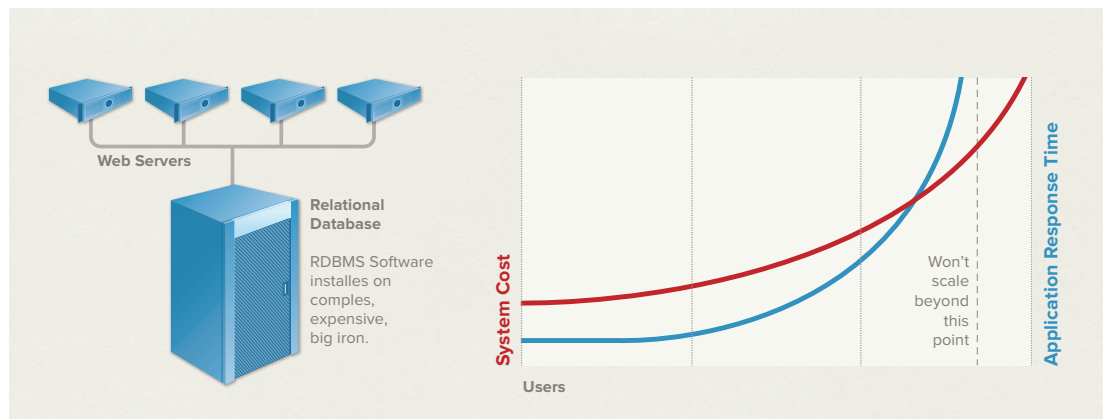 Web Servers
Relational
Database
RDBMS Software
installes on
comples,
expensive,
big iron.
System Cost
Won't
scale
beyond
this
point
Application Response Time
Users